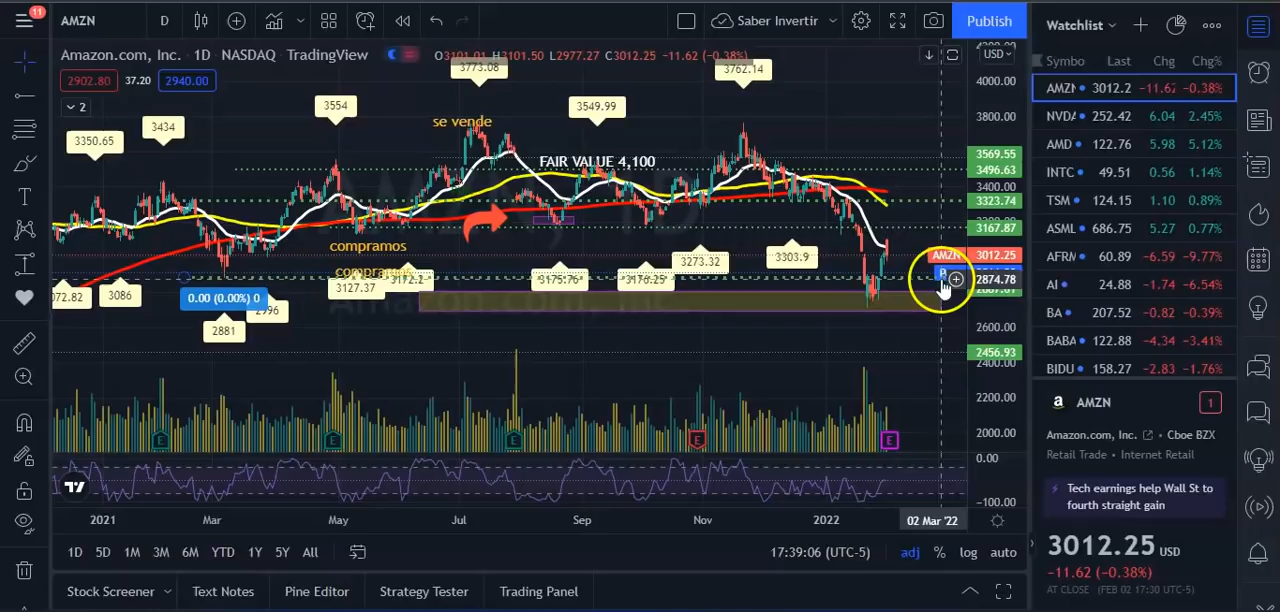 11
AMZN
D
Saber Invertir
Publish
Amazon.com, Inc. • 1D NASDAQ TradingView
O3101.01 H3101.50 L2977.27 C3012.25 −11.62 (−0.38%)
USD
2902.80 37.20 2940.00
2
3350.65
3434
3554
3773.08
3549.99
3762.14
se vende
FAIR VALUE 4,100
compramos
compramos
3086
2881
3127.37
3172.2
3175.76
3176.25
3273.32
3303.9
0.00 (0.00%) 0
4000.00
3800.00
3569.55
3496.63
3400.00
3323.74
3167.87
AMZN 3012.25
2874.78
2600.00
2456.93
2400.00
2200.00
2000.00
0.00
−100.00
E
E
E
E
E
2021
Mar
May
Jul
Sep
Nov
2022
02 Mar '22
1D 5D 1M 3M 6M YTD 1Y 5Y All
17:39:06 (UTC-5)
adj % log auto
Stock Screener
Text Notes
Pine Editor
Strategy Tester
Trading Panel
Watchlist
Symbo Last Chg Chg%
AMZN 3012.2 −11.62 −0.38%
NVDA 252.42 6.04 2.45%
AMD 122.76 5.98 5.12%
INTC 49.51 0.56 1.14%
TSM 124.15 1.10 0.89%
ASML 686.75 5.27 0.77%
AFRM 60.89 −6.59 −9.77%
AI 24.88 −1.74 −6.54%
BA 207.52 −0.82 −0.39%
BABA 122.88 −4.34 −3.41%
BIDU 158.27 −2.83 −1.76%
a AMZN
1
Amazon.com, Inc. • Cboe BZX
Retail Trade • Internet Retail
Tech earnings help Wall St to
fourth straight gain
3012.25 USD
−11.62 (−0.38%)
AT CLOSE (FEB 02 17:30 UTC-5)